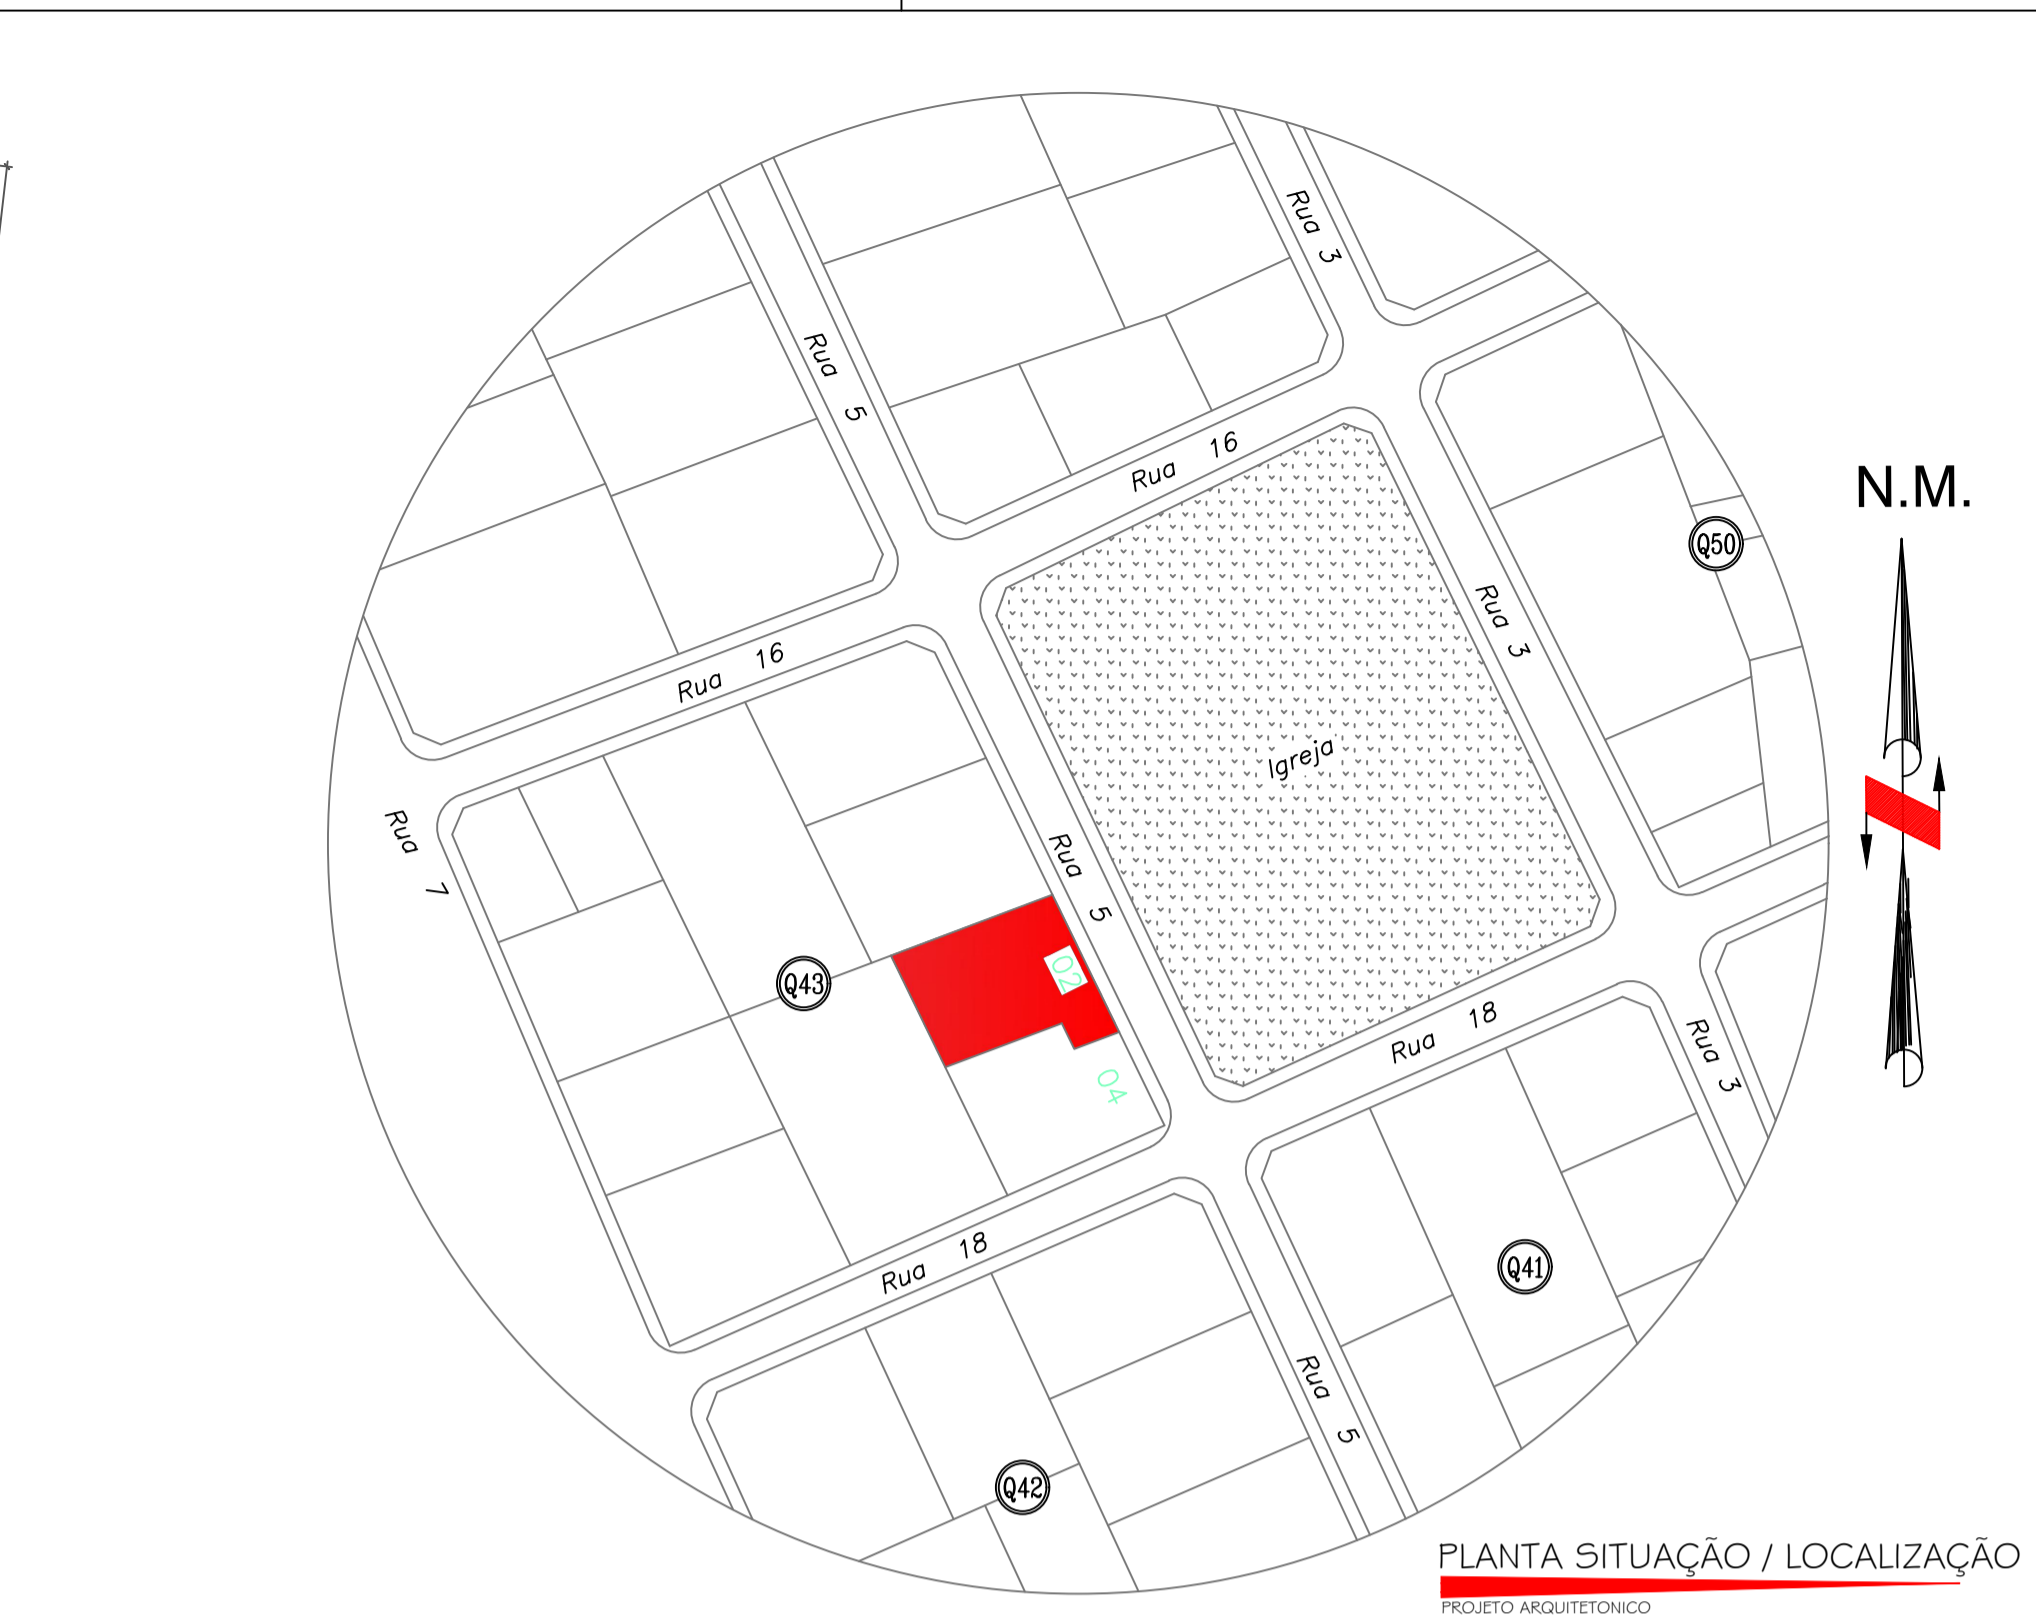 Rua 3
Rua 5
Rua 16
N.M.
Q50
Rua 3
Rua 16
Igreja
Rua 7
Rua 5
02
Q43
Rua 18
Rua 3
04
Rua 18
Q41
Rua 5
Q42
PLANTA SITUAÇÃO / LOCALIZAÇÃO
PROJETO ARQUITETONICO